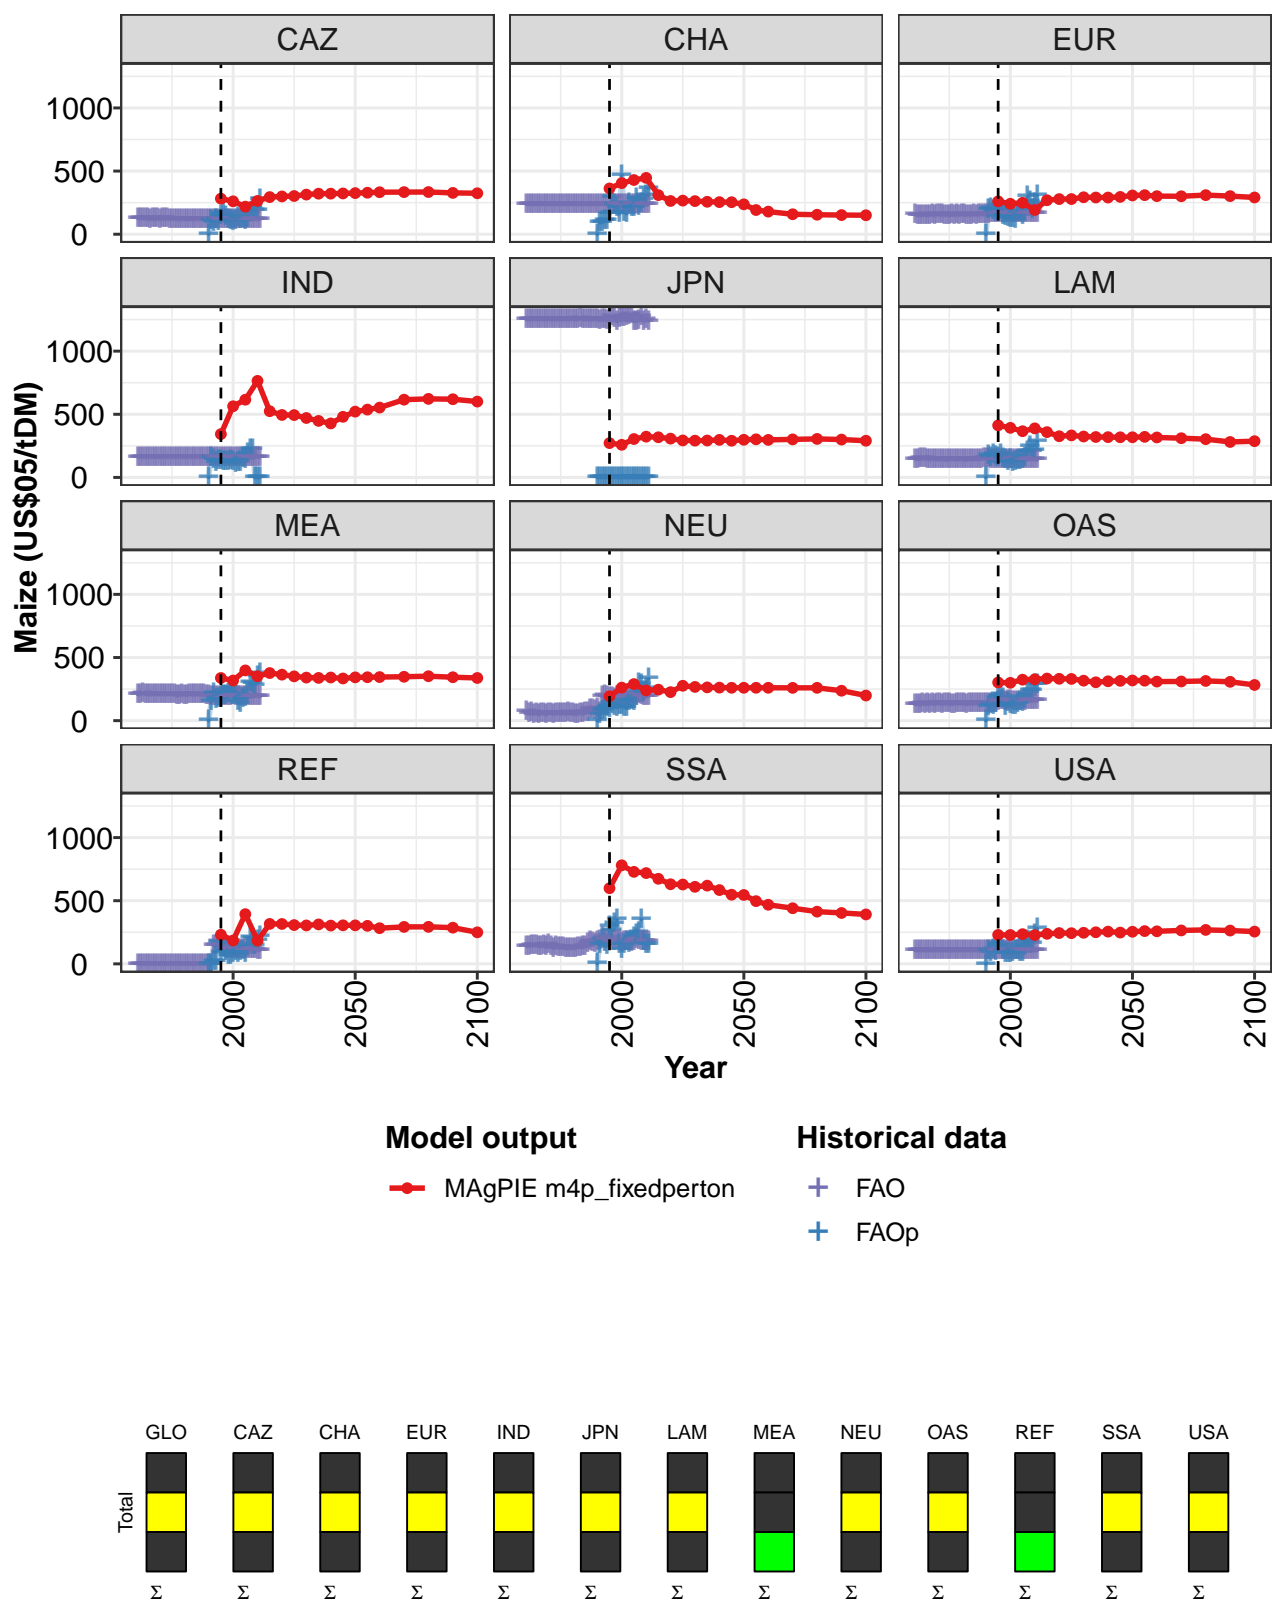 CAZ CHA EUR
1000
500
0
IND JPN LAM
1000
500
0
MEA NEU OAS
1000
500
0
REF SSA USA
1000
500
0
Maize (US$05/tDM)
2000 2050 2100 2000 2050 2100 2000 2050 2100
Year
Model output Historical data
MAgPIE m4p_fixedperton FAO
FAOp
GLO CAZ CHA EUR IND JPN LAM MEA NEU OAS REF SSA USA
Total
Σ Σ Σ Σ Σ Σ Σ Σ Σ Σ Σ Σ Σ